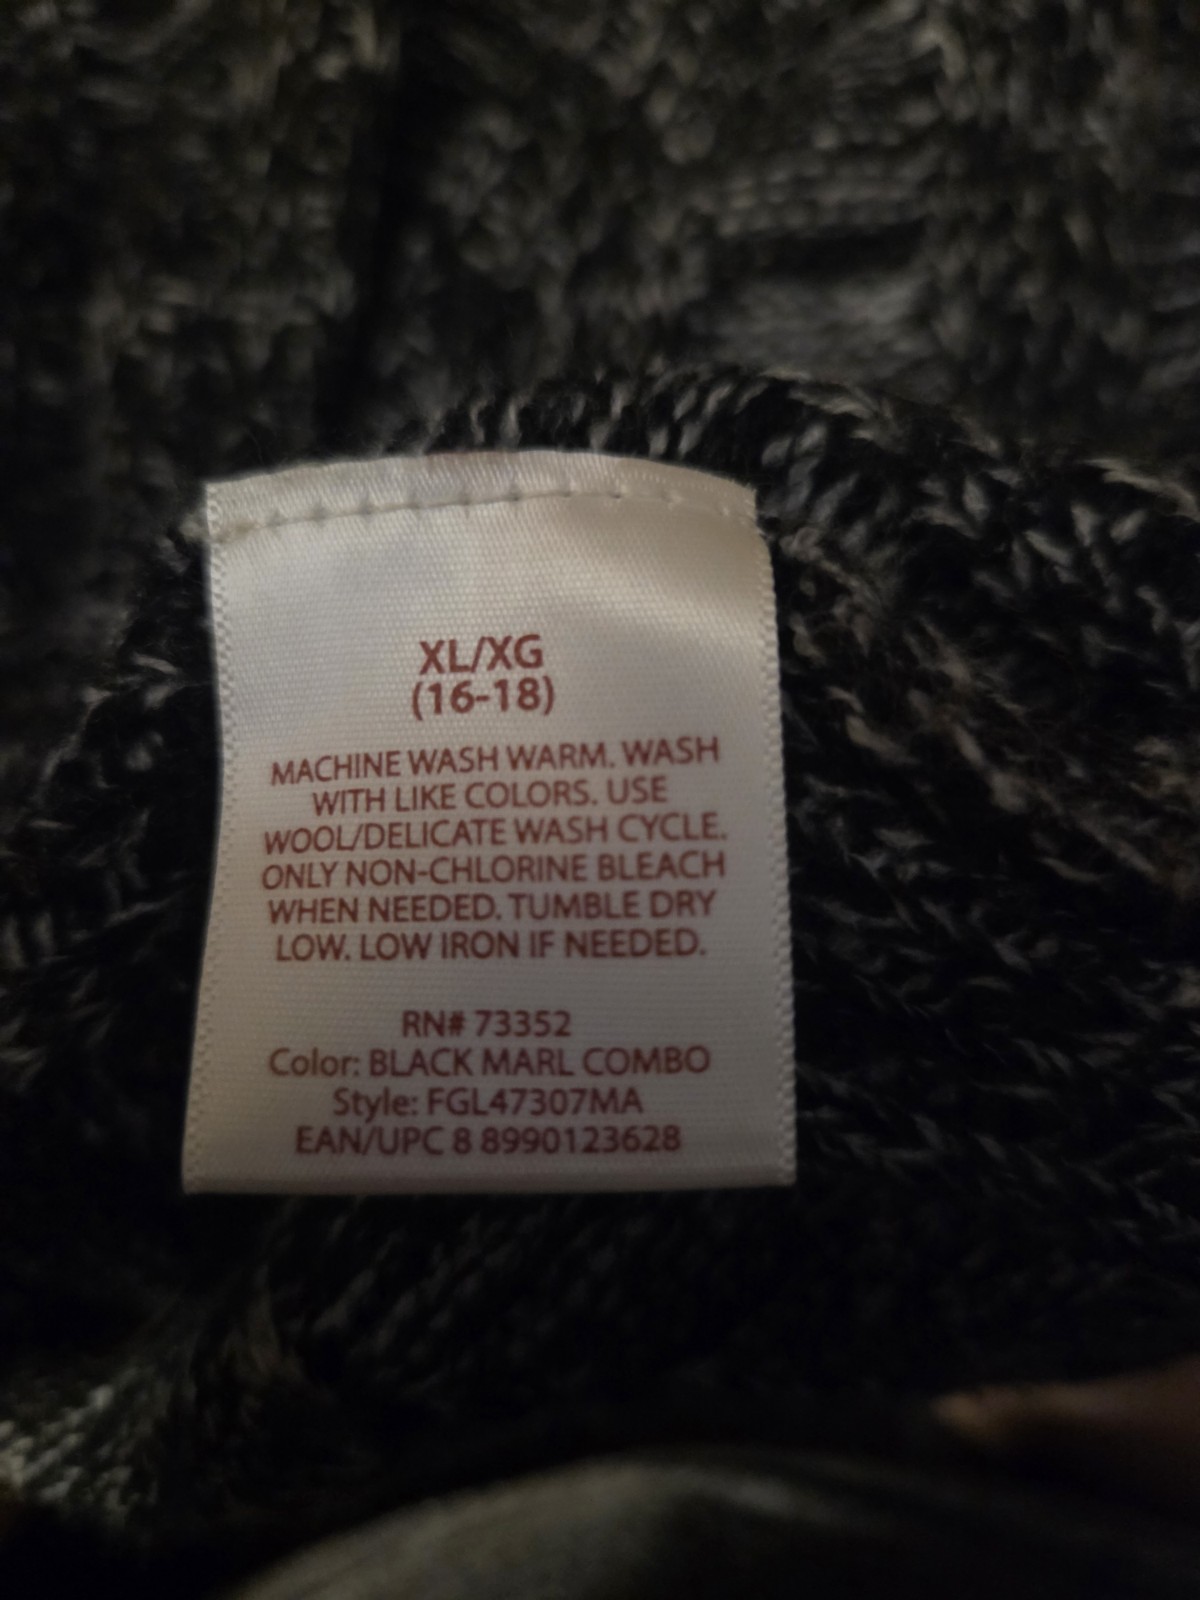 XL/XG
(16-18)
MACHINE WASH WARM. WASH
WITH LIKE COLORS. USE
WOOL/DELICATE WASH CYCLE.
ONLY NON-CHLORINE BLEACH
WHEN NEEDED. TUMBLE DRY
LOW. LOW IRON IF NEEDED.
RN# 73352
Color: BLACK MARL COMBO
Style: FGL47307MA
EAN/UPC 8 8990123628